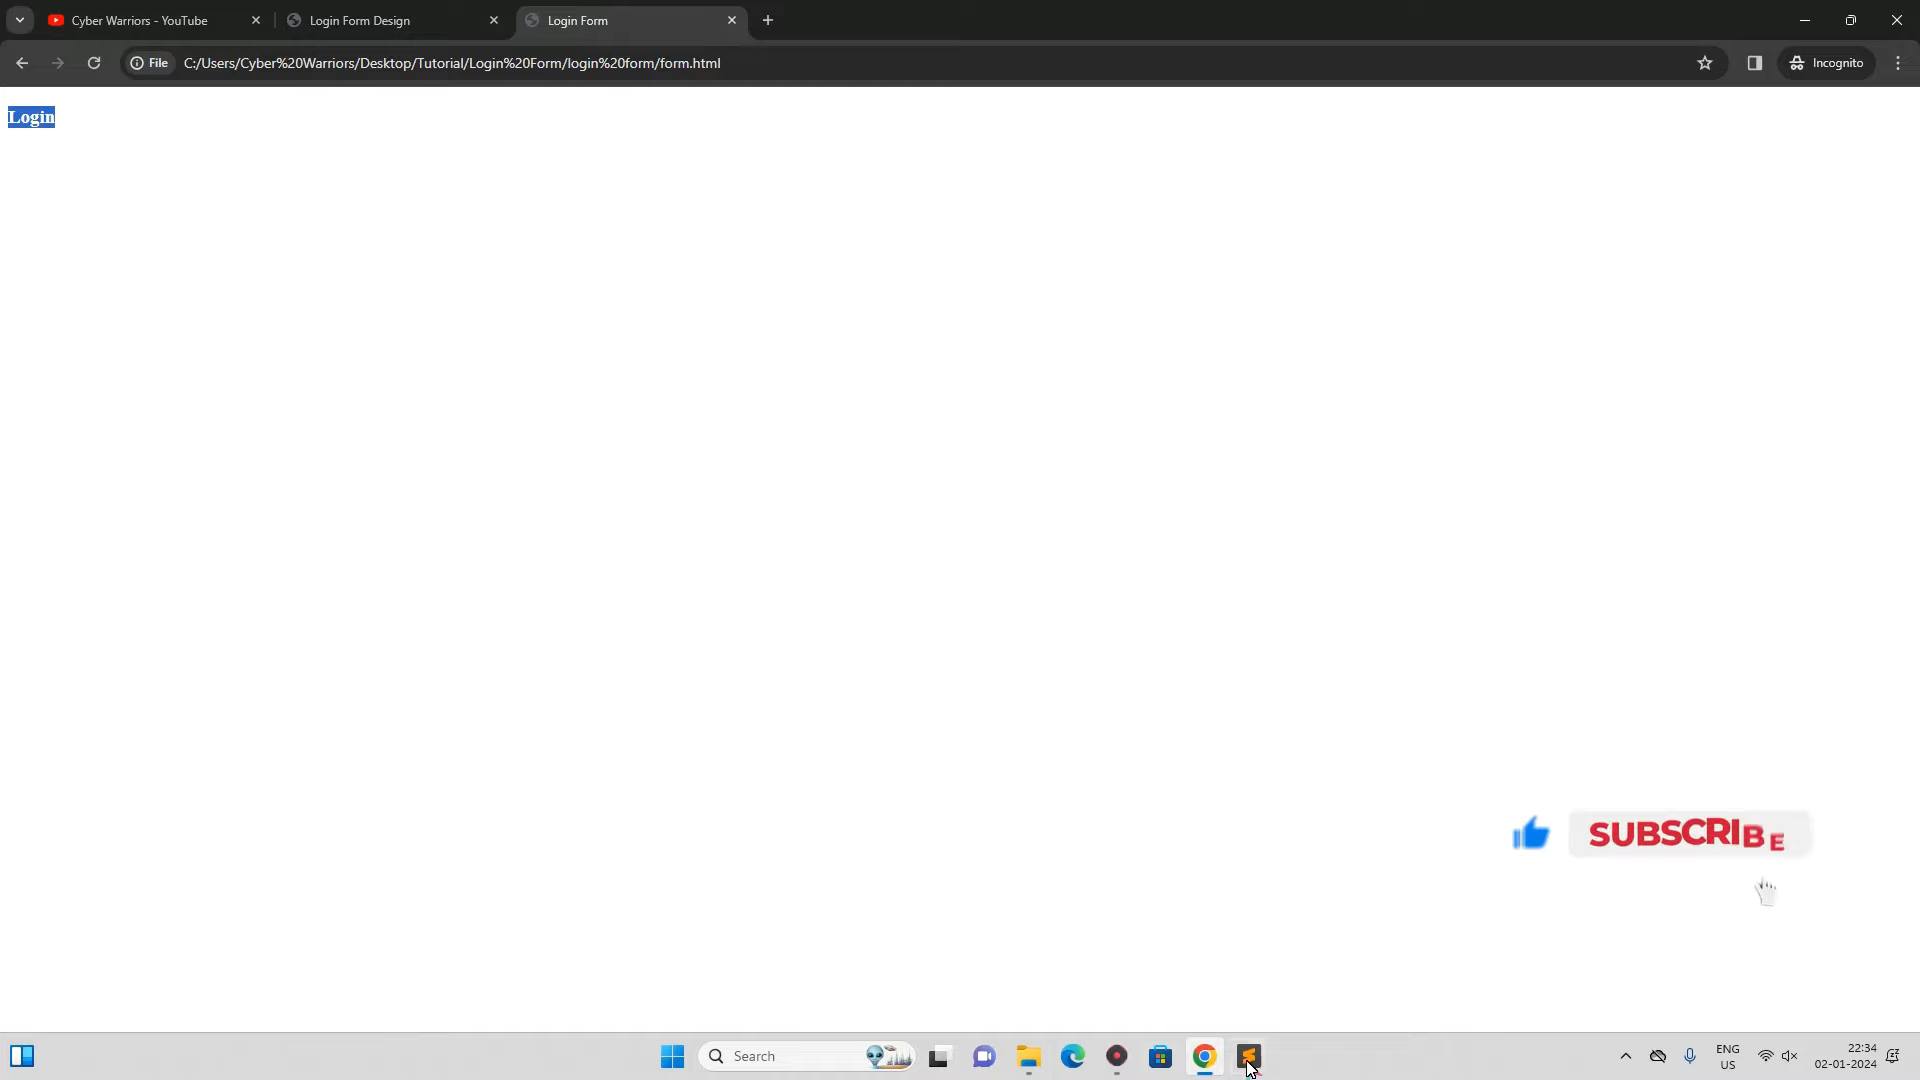 Cyber Warriors - YouTube
Login Form Design
Login Form
File
C:/Users/Cyber%20Warriors/Desktop/Tutorial/Login%20Form/login%20form/form.html
Incognito
Login
SUBSCRIBE
Search
ENG
US
22:34
02-01-2024